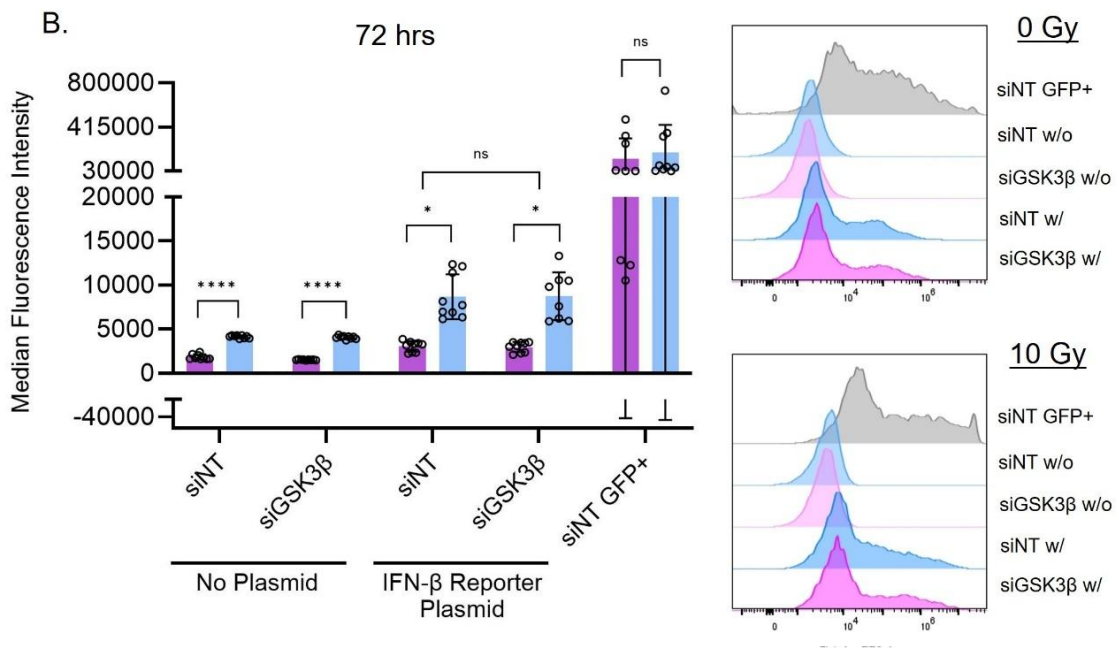 B.
72 hrs
Median Fluorescence Intensity
800000
415000
30000
20000
15000
10000
5000
0
-40000
****
****
*
*
ns
ns
siNT
siGSK3β
siNT
siGSK3β
siNT GFP+
No Plasmid
IFN-β Reporter
Plasmid
0 Gy
siNT GFP+
siNT w/o
siGSK3β w/o
siNT w/
siGSK3β w/
0
10⁴
10⁶
10 Gy
siNT GFP+
siNT w/o
siGSK3β w/o
siNT w/
siGSK3β w/
0
10⁴
10⁶